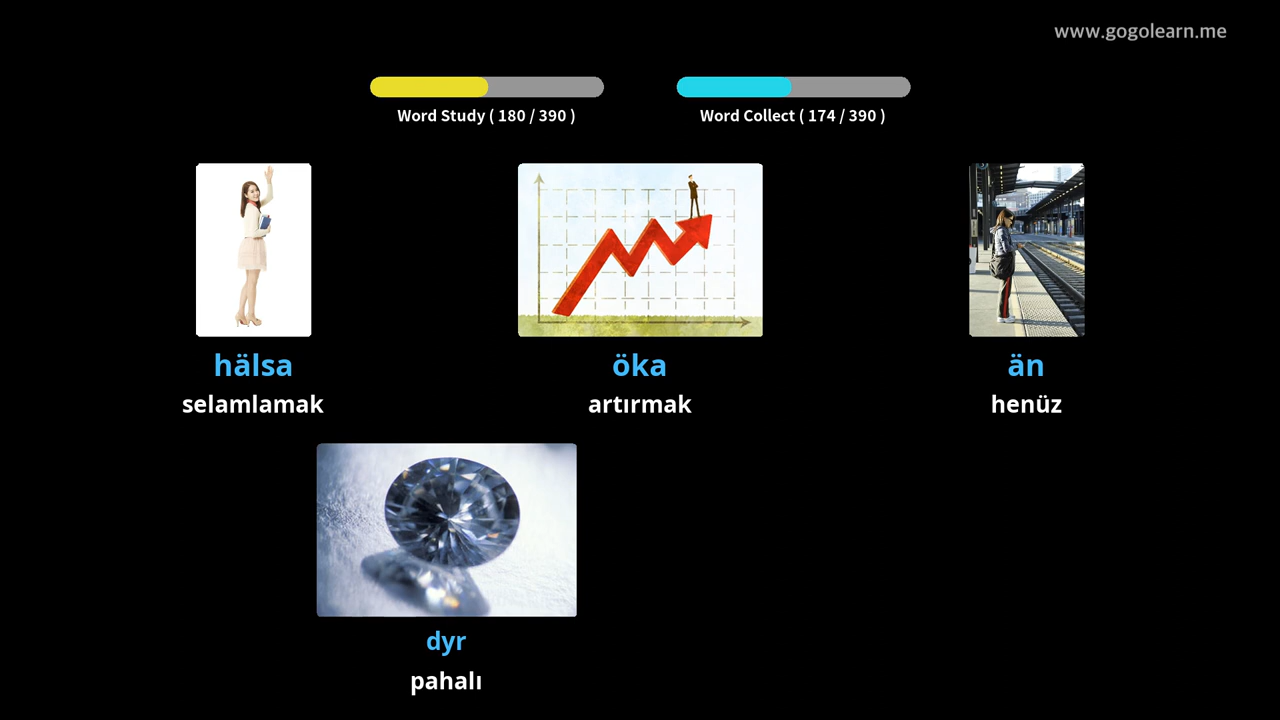 www.gogolearn.me
Word Study ( 180 / 390 )
Word Collect ( 174 / 390 )
hälsa
selamlamak
öka
artırmak
än
henüz
dyr
pahalı